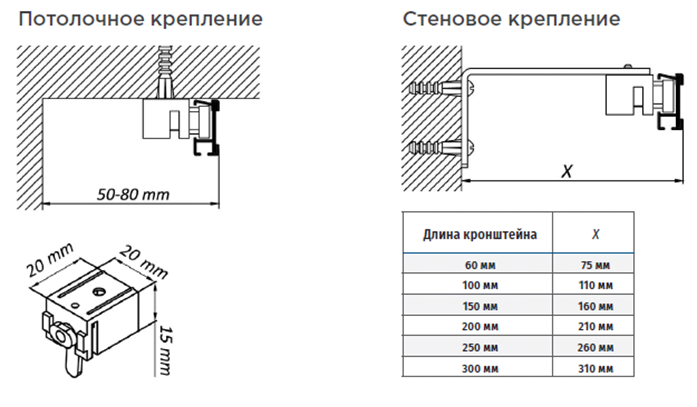 Потолочное крепление
50-80 mm
20 mm
20 mm
15 mm
Стеновое крепление
X
Длина кронштейна X
60 мм 75 мм
100 мм 110 мм
150 мм 160 мм
200 мм 210 мм
250 мм 260 мм
300 мм 310 мм